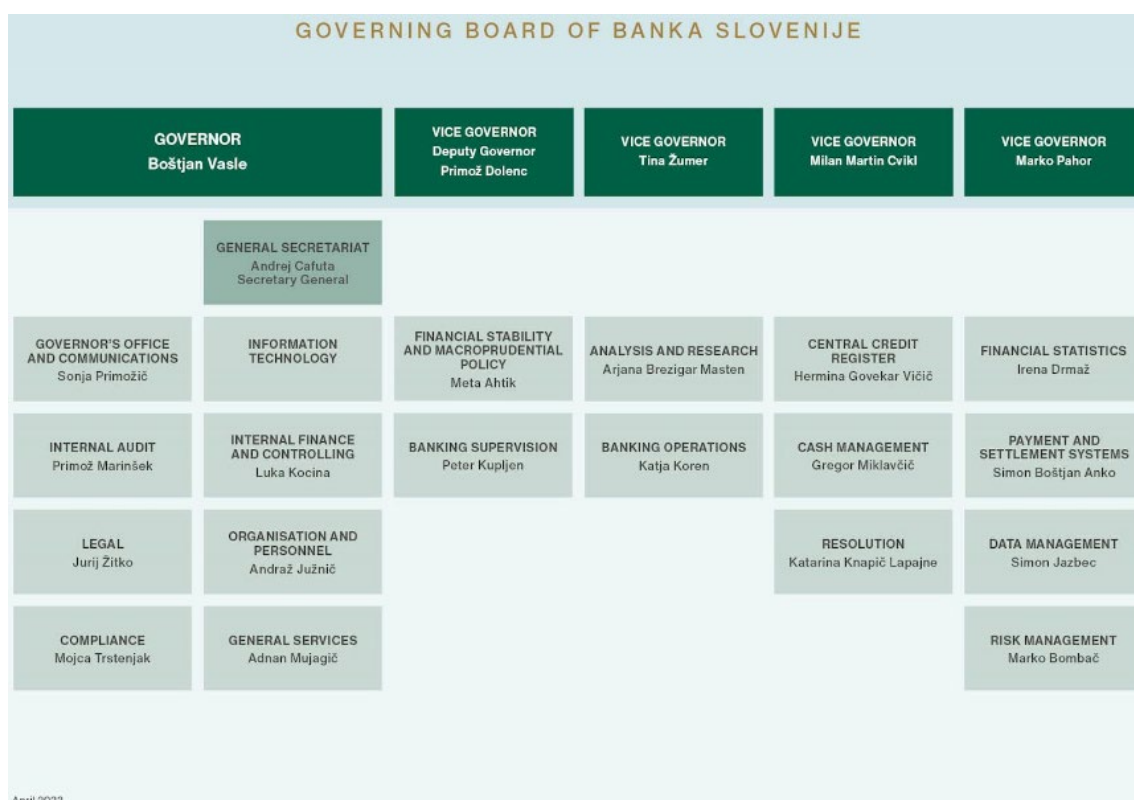 GOVERNING BOARD OF BANKA SLOVENIJE
GOVERNOR
Boštjan Vasle
VICE GOVERNOR
Deputy Governor
Primož Dolenc
VICE GOVERNOR
Tina Žumer
VICE GOVERNOR
Milan Martin Cvikl
VICE GOVERNOR
Marko Pahor
GENERAL SECRETARIAT
Andrej Cafuta
Secretary General
GOVERNOR'S OFFICE
AND COMMUNICATIONS
Sonja Primožič
INFORMATION
TECHNOLOGY
FINANCIAL STABILITY
AND MACROPRUDENTIAL
POLICY
Meta Ahtik
ANALYSIS AND RESEARCH
Arjana Brezigar Masten
CENTRAL CREDIT
REGISTER
Hermina Govekar Vičič
FINANCIAL STATISTICS
Irena Drmaž
INTERNAL AUDIT
Primož Marinšek
INTERNAL FINANCE
AND CONTROLLING
Luka Kocina
BANKING SUPERVISION
Peter Kupljen
BANKING OPERATIONS
Katja Koren
CASH MANAGEMENT
Gregor Miklavčič
PAYMENT AND
SETTLEMENT SYSTEMS
Simon Boštjan Anko
LEGAL
Jurij Žitko
ORGANISATION AND
PERSONNEL
Andraž Južnič
RESOLUTION
Katarina Knapič Lapajne
DATA MANAGEMENT
Simon Jazbec
COMPLIANCE
Mojca Trstenjak
GENERAL SERVICES
Adnan Mujagič
RISK MANAGEMENT
Marko Bombač
April